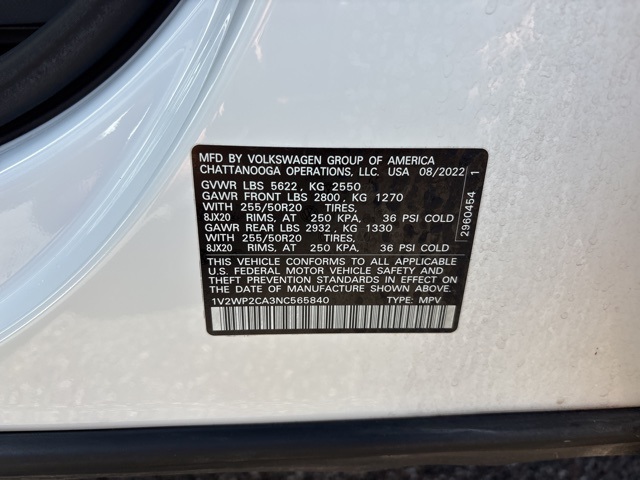 MFD BY VOLKSWAGEN GROUP OF AMERICA
CHATTANOOGA OPERATIONS, LLC. USA 08/2022
GVWR LBS 5622, KG 2550
GAWR FRONT LBS 2800, KG 1270
WITH 255/50R20 TIRES,
8JX20 RIMS, AT 250 KPA, 36 PSI COLD
GAWR REAR LBS 2932, KG 1330
WITH 255/50R20 TIRES,
8JX20 RIMS, AT 250 KPA, 36 PSI COLD
THIS VEHICLE CONFORMS TO ALL APPLICABLE
U.S. FEDERAL MOTOR VEHICLE SAFETY AND
THEFT PREVENTION STANDARDS IN EFFECT ON
THE DATE OF MANUFACTURE SHOWN ABOVE
1V2WP2CA3NC565840 TYPE: MPV
2960454 1